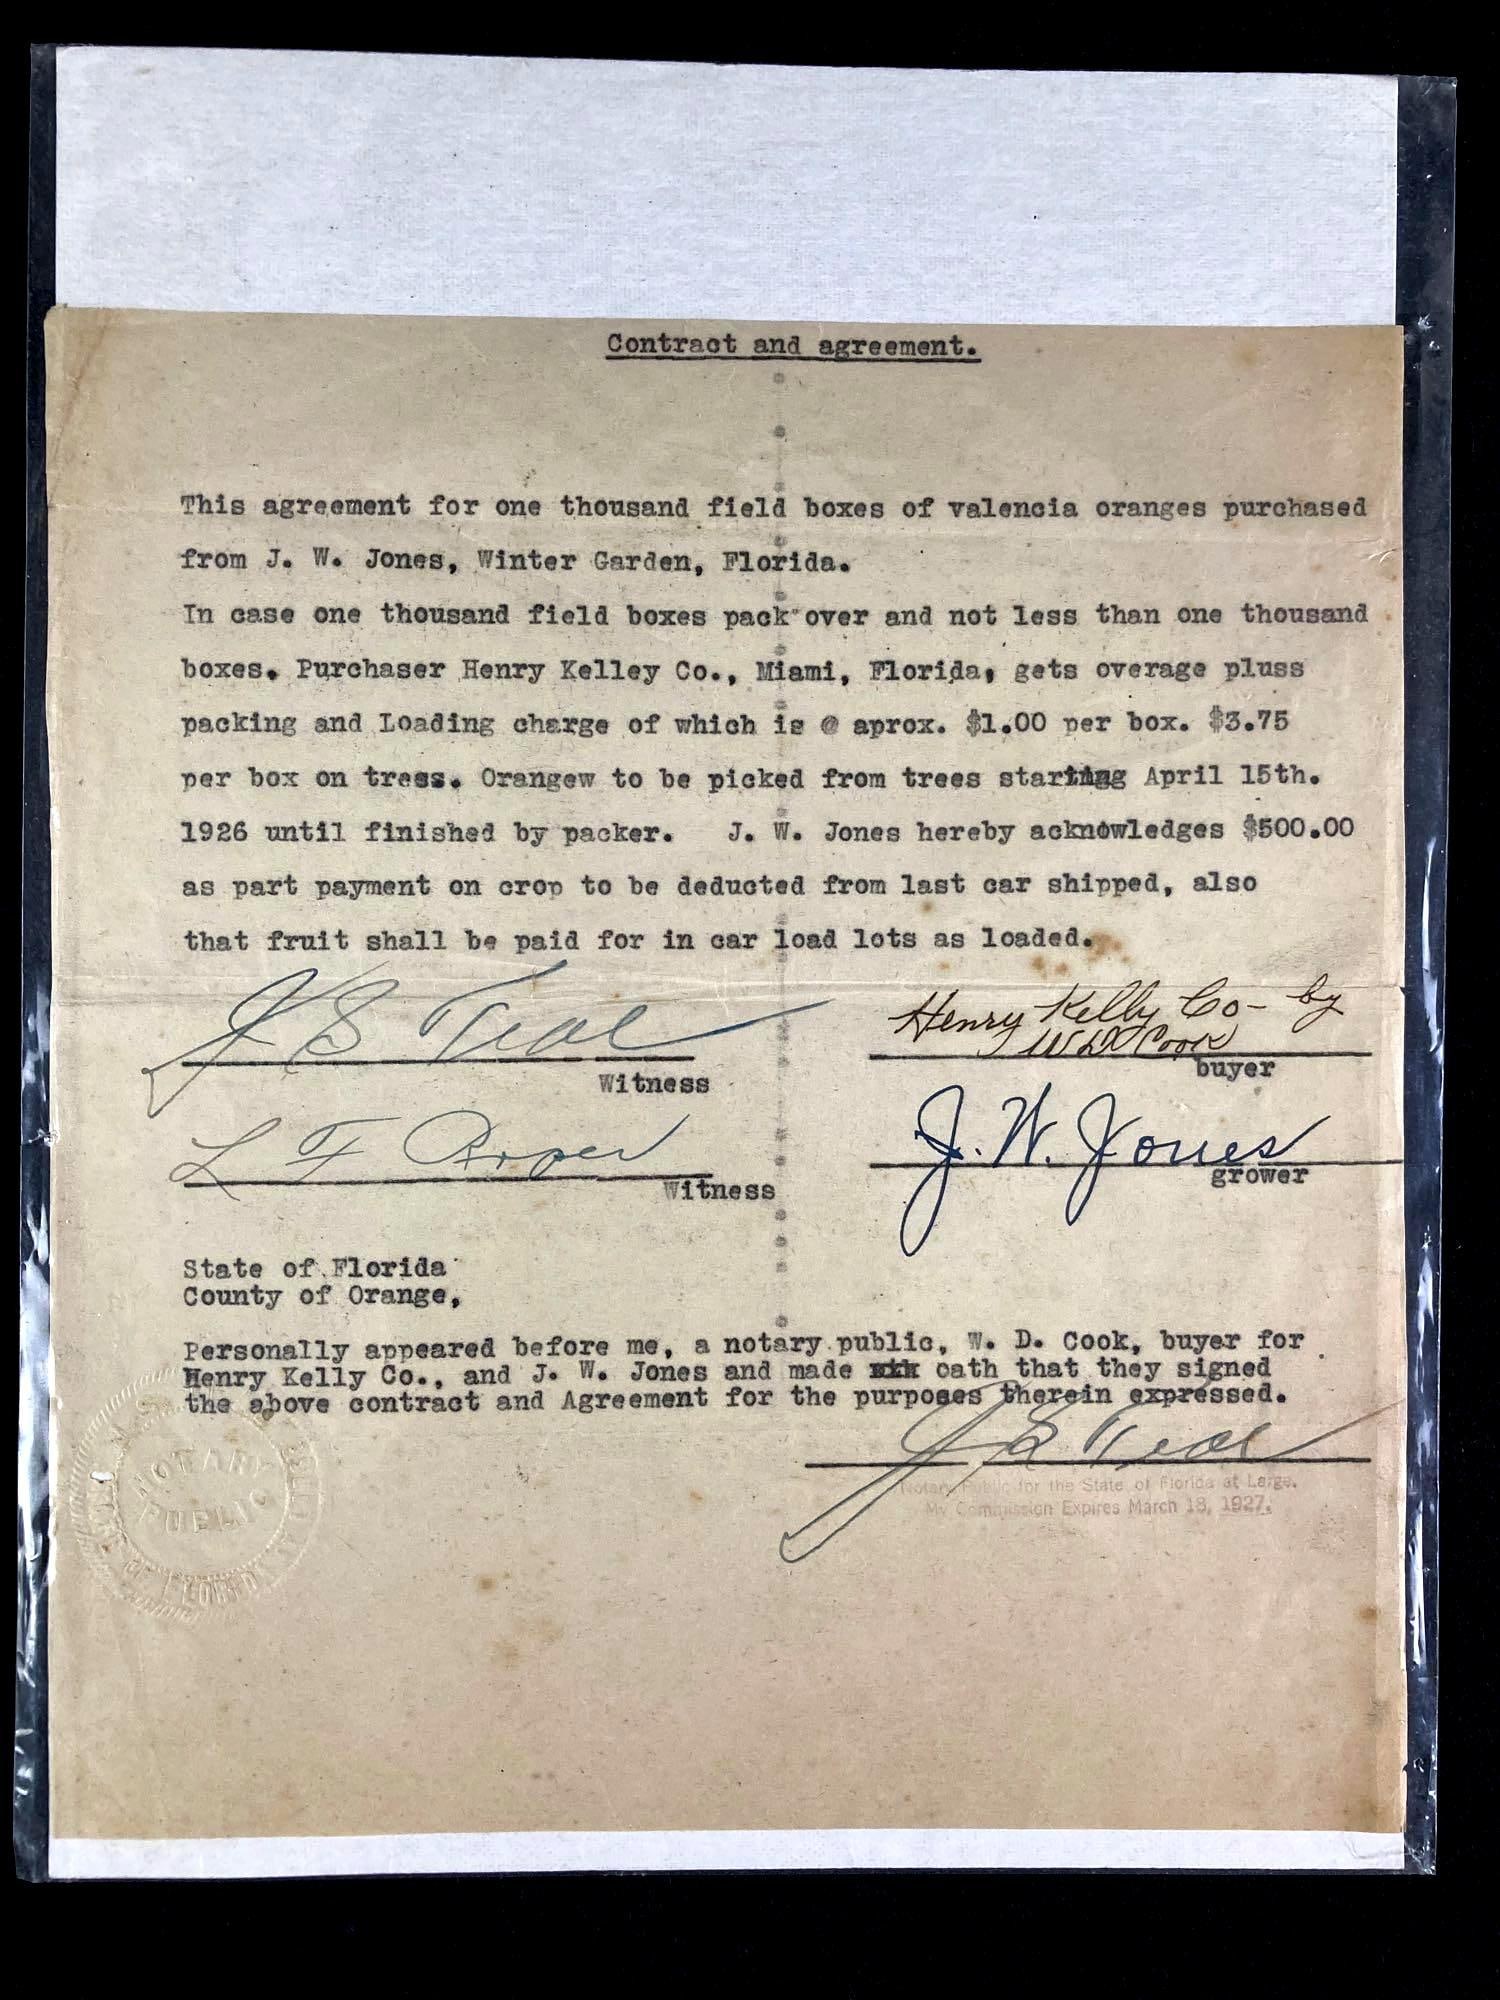 Contract and agreement.
This agreement for one thousand field boxes of valencia oranges purchased
from J. W. Jones, Winter Garden, Florida.
In case one thousand field boxes pack over and not less than one thousand
boxes. Purchaser Henry Kelley Co., Miami, Florida, gets overage pluss
packing and Loading charge of which is @ aprox. $1.00 per box. $3.75
per box on tress. Orangew to be picked from trees starting April 15th.
1926 until finished by packer. J. W. Jones hereby acknowledges $500.00
as part payment on crop to be deducted from last car shipped, also
that fruit shall be paid for in car load lots as loaded.
Henry Kelly Co- by
J S Teal W D Cook
Witness buyer
L F Roper J. W. Jones
Witness grower
State of Florida
County of Orange,
Personally appeared before me, a notary public, W. D. Cook, buyer for
Henry Kelly Co., and J. W. Jones and made oath that they signed
the above contract and Agreement for the purposes therein expressed.
J S Teal
Notary Public for the State of Florida at Large.
My Commission Expires March 18, 1927.
NOTARY
PUBLIC
FLORIDA